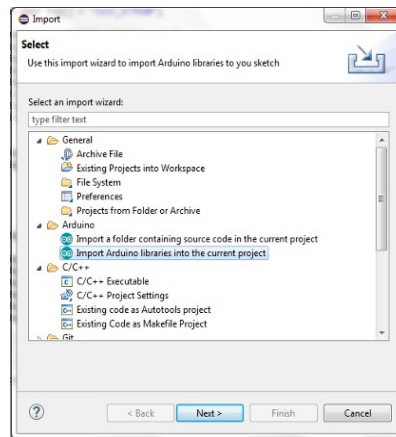 Import
Select
Use this import wizard to import Arduino libraries to you sketch
Select an import wizard:
type filter text
General
Archive File
Existing Projects into Workspace
File System
Preferences
Projects from Folder or Archive
Arduino
Import a folder containing source code in the current project
Import Arduino libraries into the current project
C/C++
C/C++ Executable
C/C++ Project Settings
Existing code as Autotools project
Existing Code as Makefile Project
Git
?
< Back
Next >
Finish
Cancel